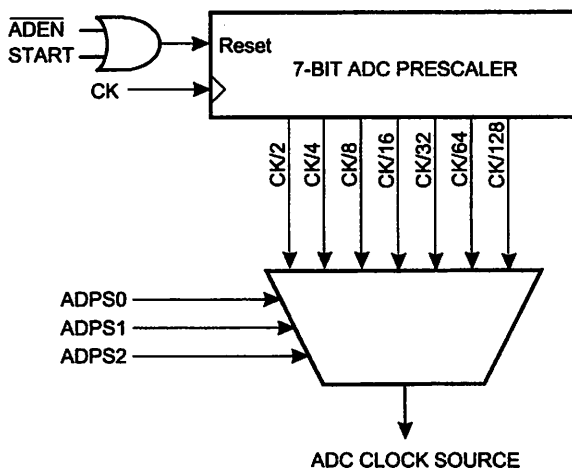 ADEN
START
Reset
7-BIT ADC PRESCALER
CK
CK/2
CK/4
CK/8
CK/16
CK/32
CK/64
CK/128
ADPS0
ADPS1
ADPS2
ADC CLOCK SOURCE